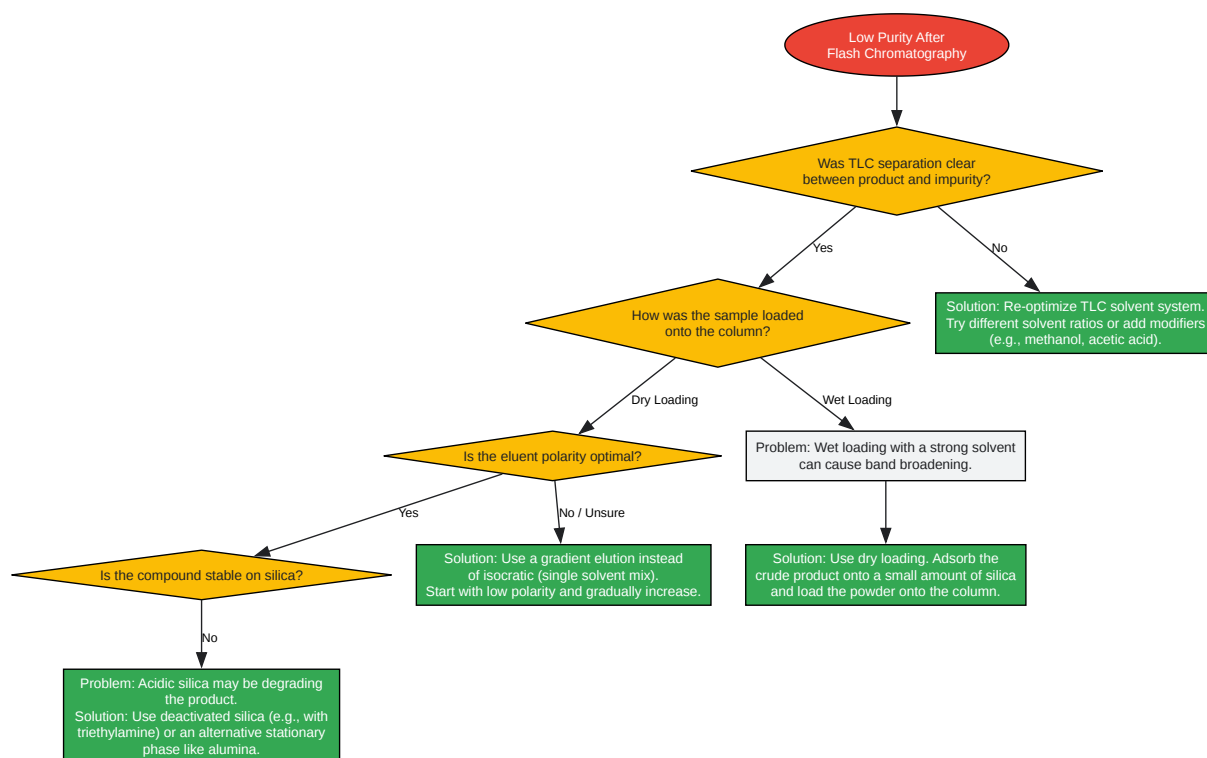 Low Purity After
Flash Chromatography
Was TLC separation clear
between product and impurity?
Yes
No
How was the sample loaded
onto the column?
Solution: Re-optimize TLC solvent system.
Try different solvent ratios or add modifiers
(e.g., methanol, acetic acid).
Dry Loading
Wet Loading
Is the eluent polarity optimal?
Problem: Wet loading with a strong solvent
can cause band broadening.
Yes
No / Unsure
Is the compound stable on silica?
Solution: Use a gradient elution instead
of isocratic (single solvent mix).
Start with low polarity and gradually increase.
Solution: Use dry loading. Adsorb the
crude product onto a small amount of silica
and load the powder onto the column.
No
Problem: Acidic silica may be degrading
the product.
Solution: Use deactivated silica (e.g., with
triethylamine) or an alternative stationary
phase like alumina.